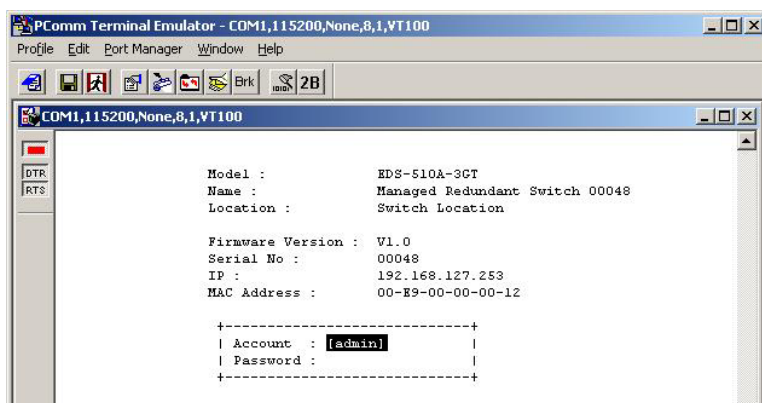 PComm Terminal Emulator - COM1,115200,None,8,1,VT100
Profile Edit Port Manager Window Help
Brk 2B
COM1,115200,None,8,1,VT100
DTR
RTS
Model : EDS-510A-3GT
Name : Managed Redundant Switch 00048
Location : Switch Location
Firmware Version : V1.0
Serial No : 00048
IP : 192.168.127.253
MAC Address : 00-E9-00-00-00-12
+-----------------------------+
| Account : [admin] |
| Password : |
+-----------------------------+